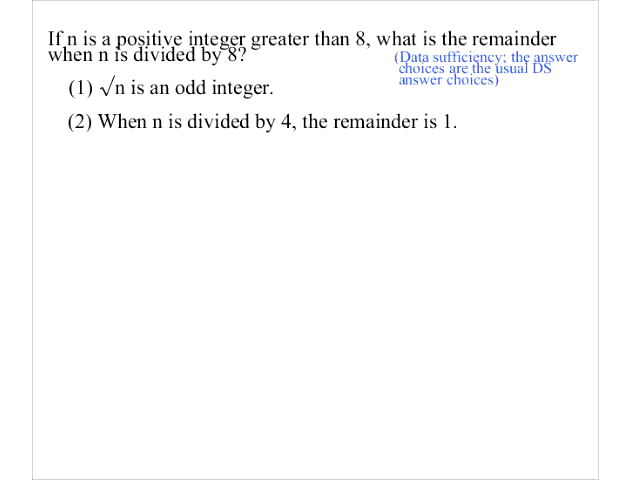 If n is a positive integer greater than 8, what is the remainder
when n is divided by 8?
(Data sufficiency; the answer
choices are the usual DS
answer choices)
(1) √n is an odd integer.
(2) When n is divided by 4, the remainder is 1.